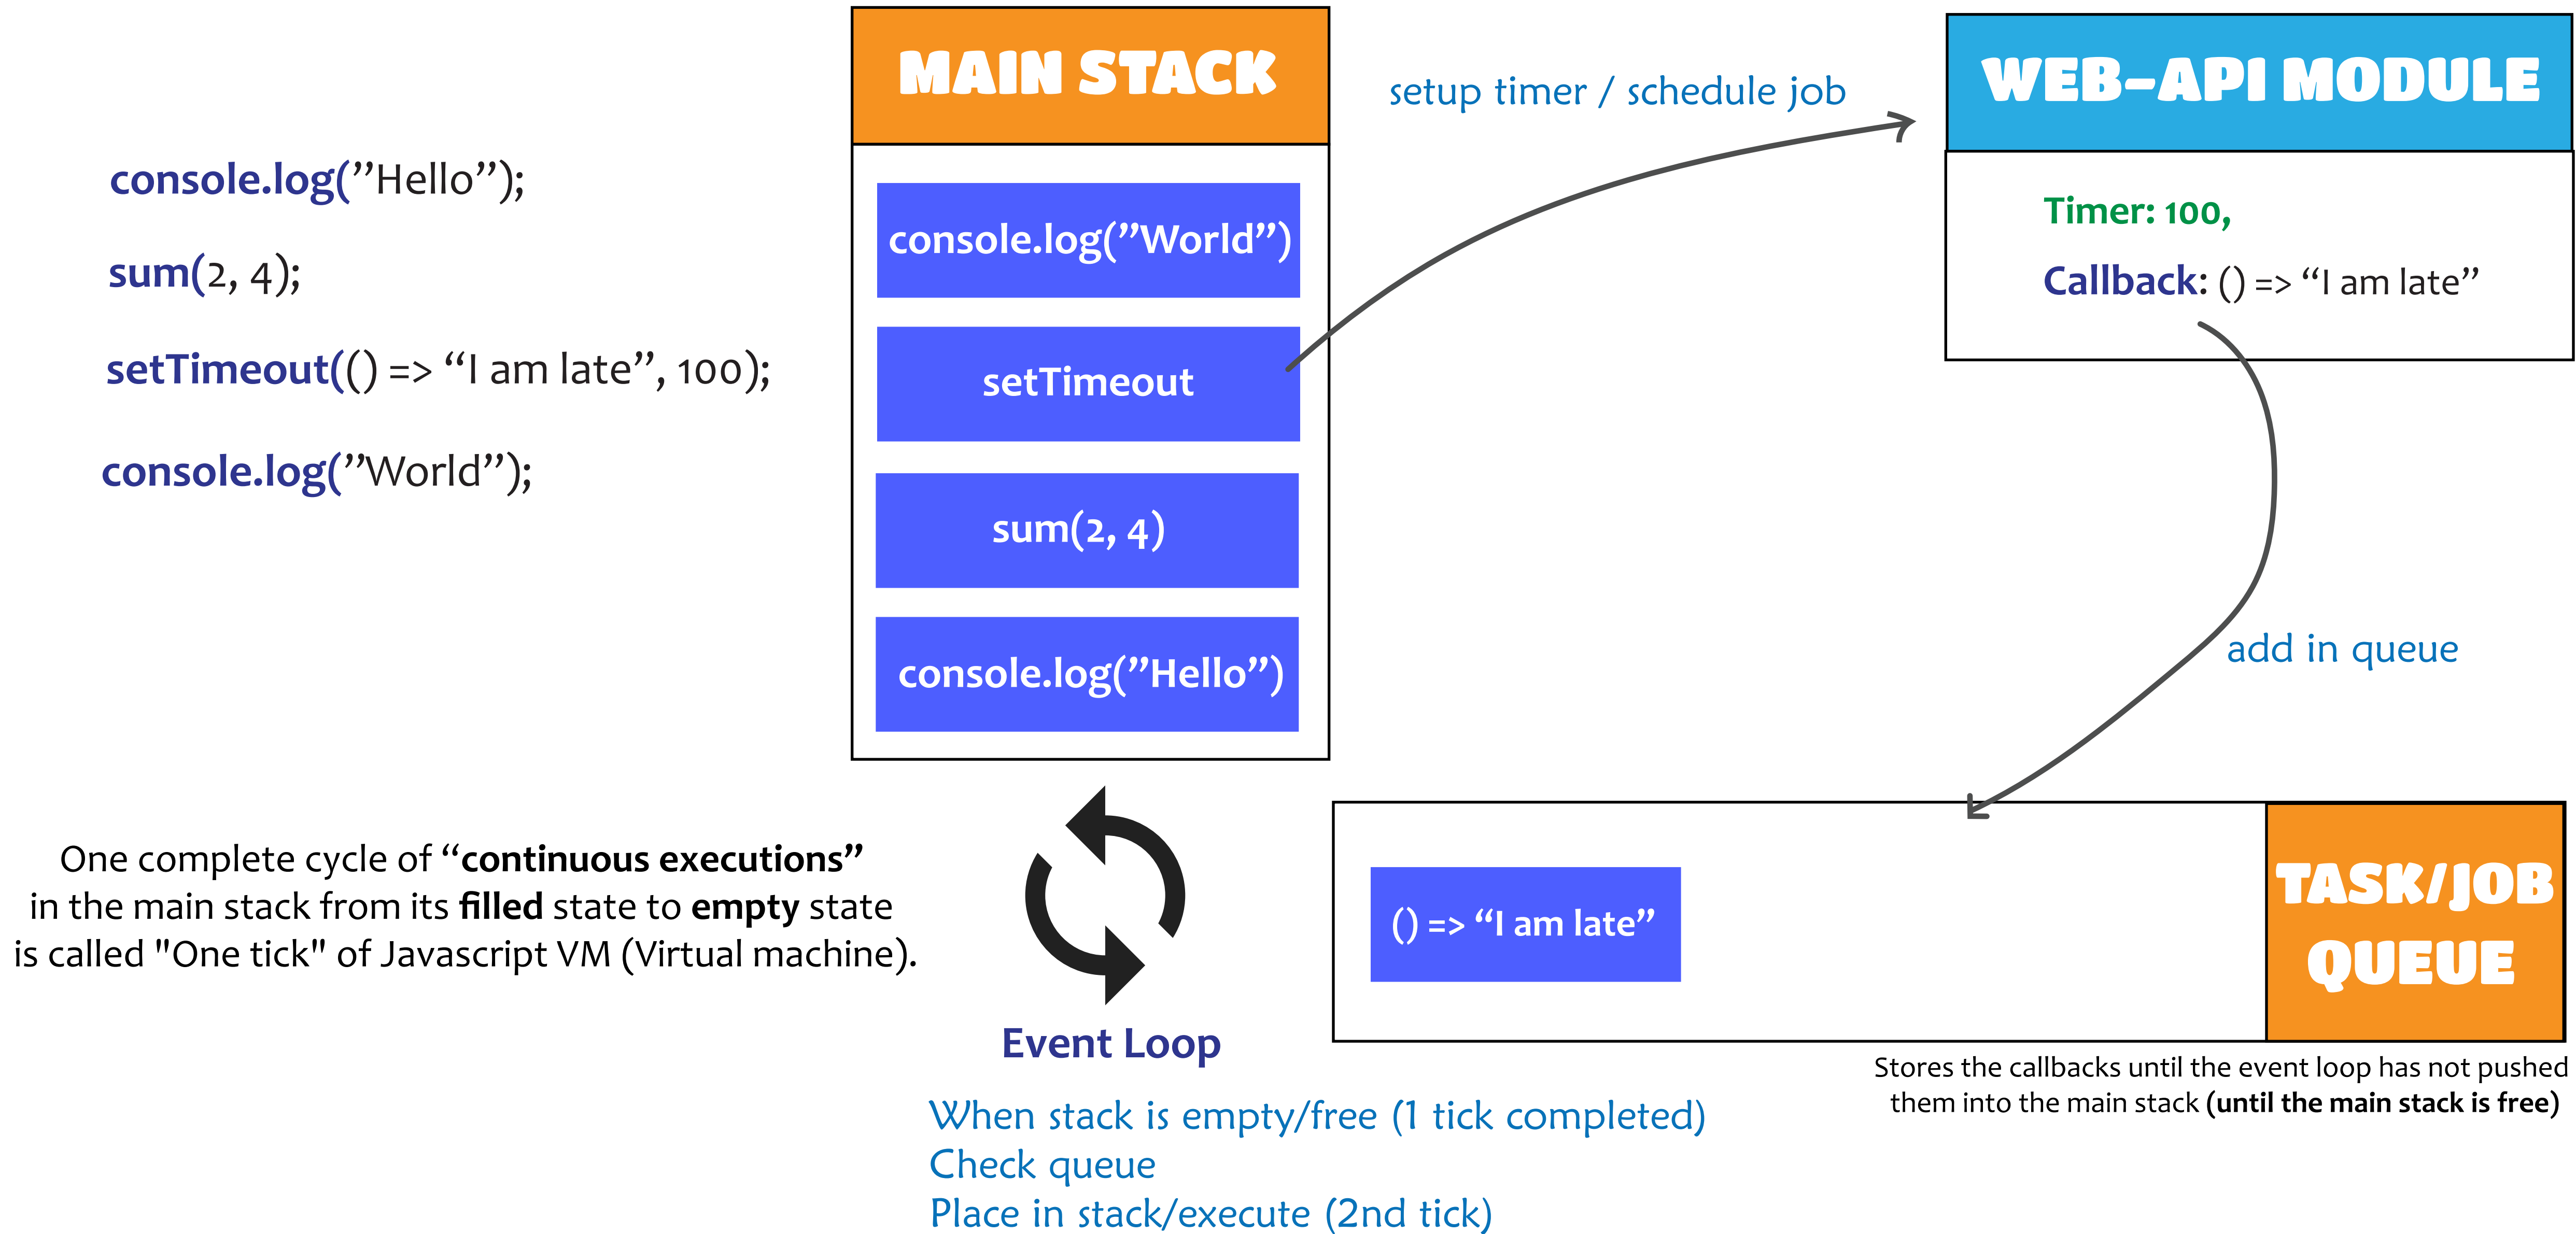 console.log(”Hello”);
sum(2, 4);
setTimeout(() => “I am late”, 100);
console.log(”World”);
MAIN STACK
console.log(”World”)
setTimeout
sum(2, 4)
console.log(”Hello”)
setup timer / schedule job
WEB-API MODULE
Timer: 100,
Callback: () => “I am late”
add in queue
One complete cycle of “continuous executions”
in the main stack from its filled state to empty state
is called "One tick" of Javascript VM (Virtual machine).
Event Loop
When stack is empty/free (1 tick completed)
Check queue
Place in stack/execute (2nd tick)
() => “I am late”
TASK/JOB
QUEUE
Stores the callbacks until the event loop has not pushed
them into the main stack (until the main stack is free)